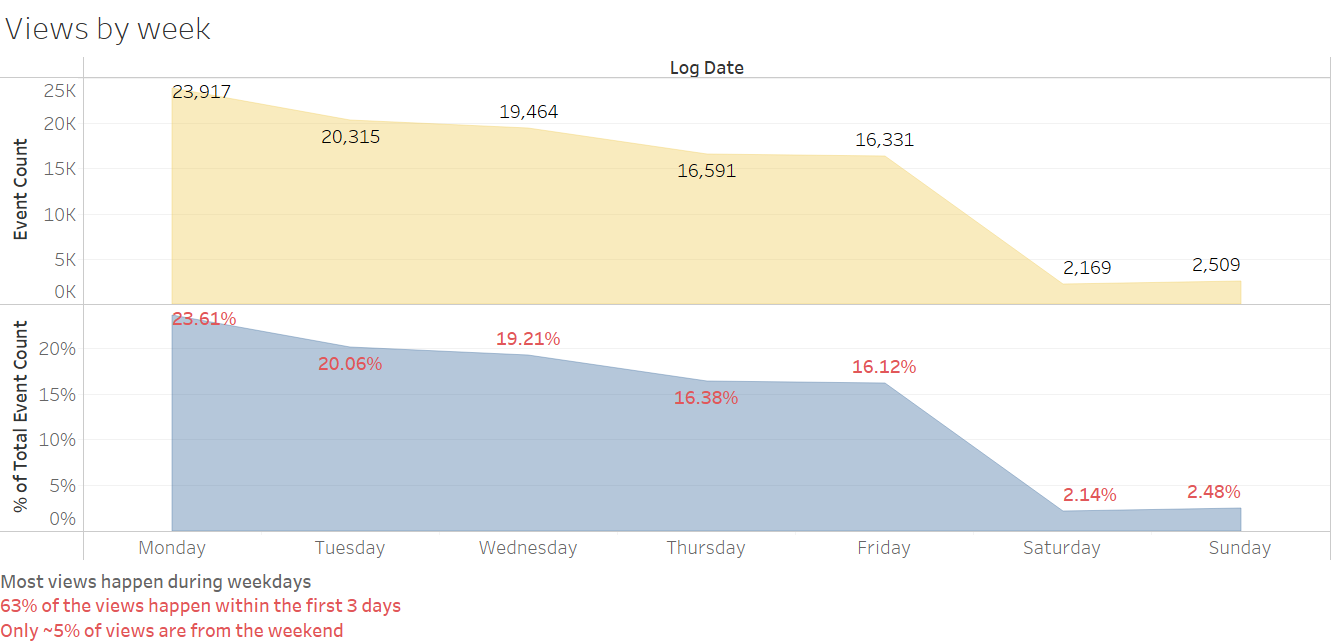 Views by week
Log Date
Event Count
25K
20K
15K
10K
5K
0K
23,917
20,315
19,464
16,591
16,331
2,169
2,509
% of Total Event Count
20%
15%
10%
5%
0%
23.61%
20.06%
19.21%
16.38%
16.12%
2.14%
2.48%
Monday Tuesday Wednesday Thursday Friday Saturday Sunday
Most views happen during weekdays
63% of the views happen within the first 3 days
Only ~5% of views are from the weekend